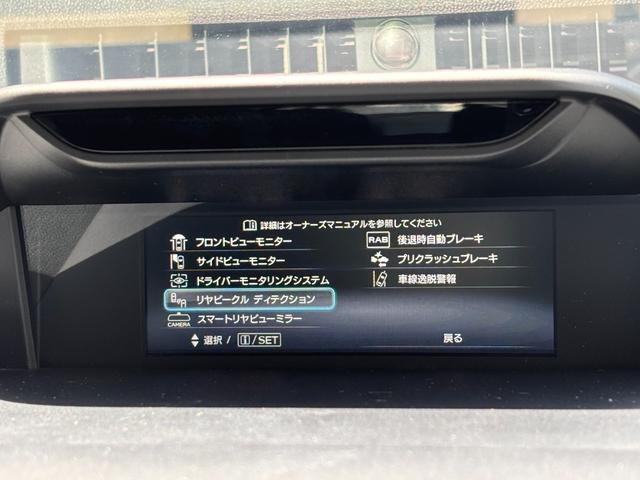 詳細はオーナーズマニュアルを参照してください
フロントビューモニター
サイドビューモニター
ドライバーモニタリングシステム
リヤビークル ディテクション
CAMERA スマートリヤビューミラー
RAB 後退時自動ブレーキ
プリクラッシュブレーキ
車線逸脱警報
選択 / i/SET
戻る